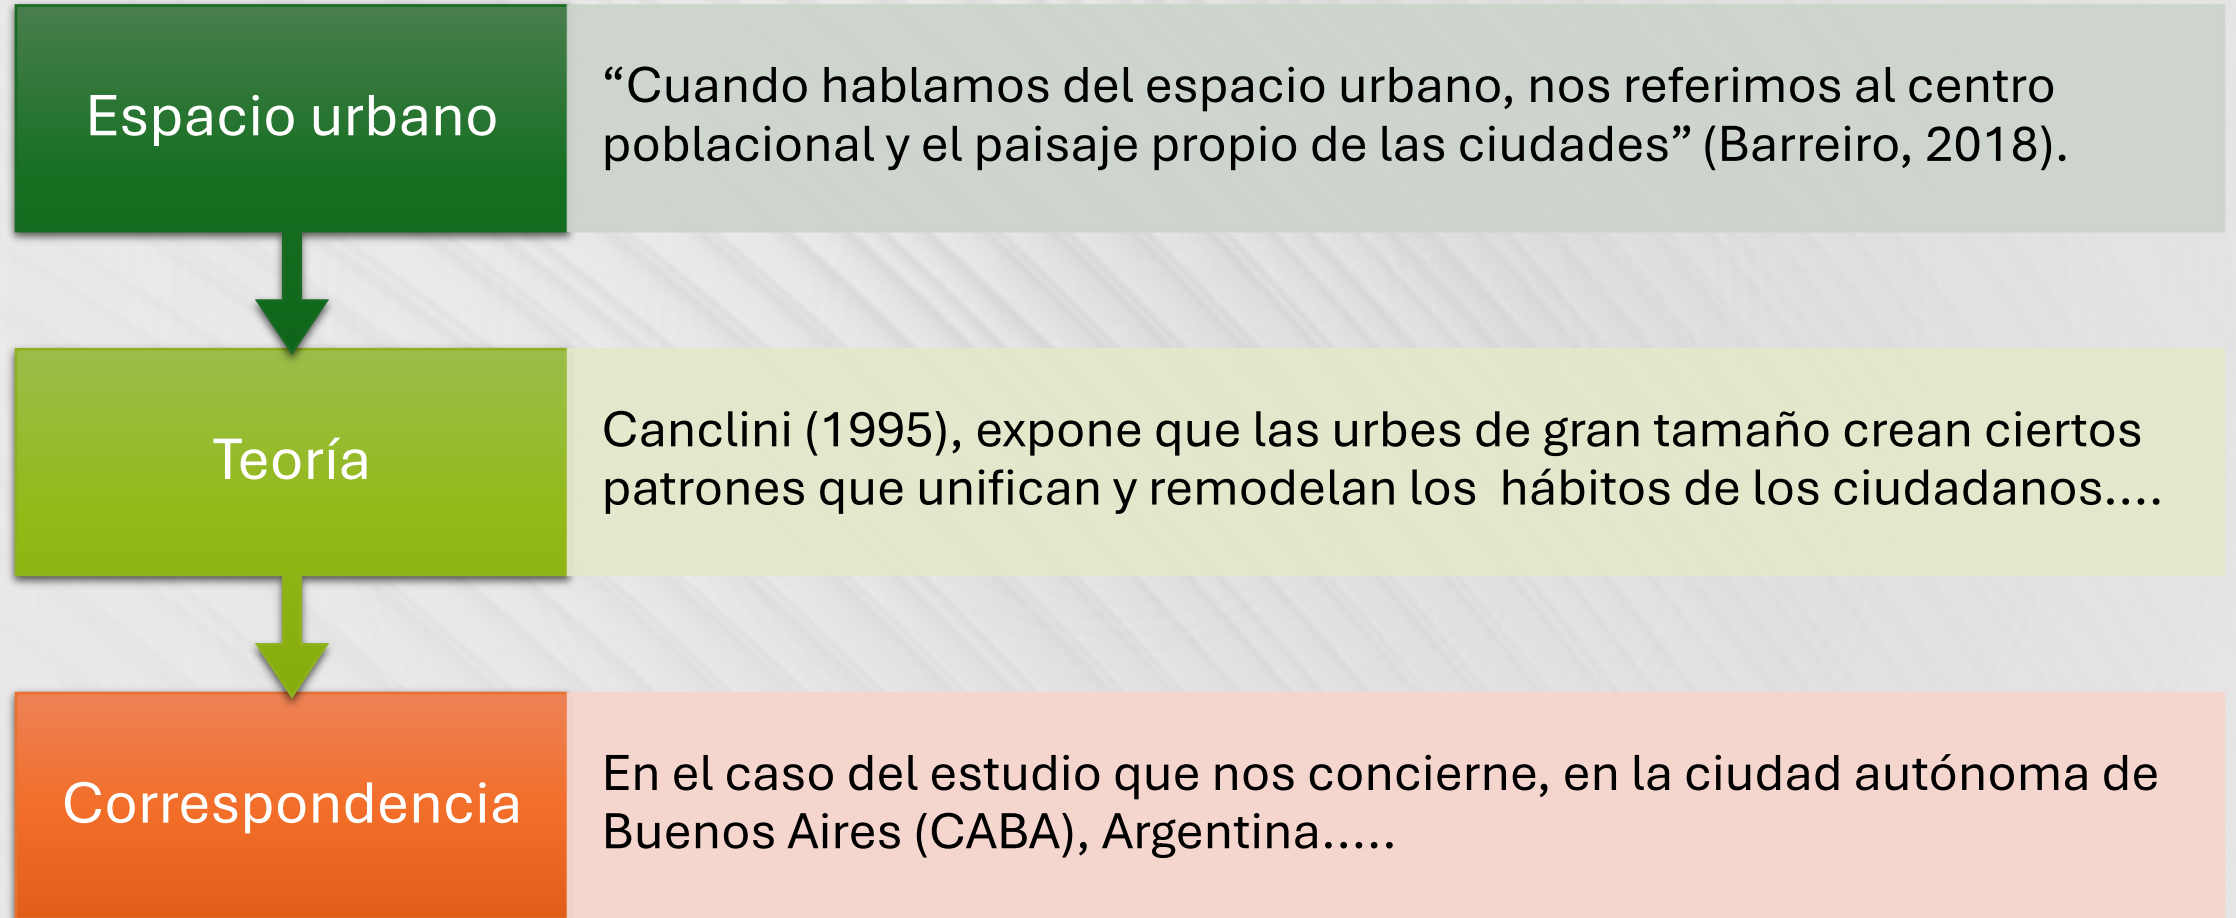 Espacio urbano
“Cuando hablamos del espacio urbano, nos referimos al centro
poblacional y el paisaje propio de las ciudades” (Barreiro, 2018).
Teoría
Canclini (1995), expone que las urbes de gran tamaño crean ciertos
patrones que unifican y remodelan los  hábitos de los ciudadanos....
Correspondencia
En el caso del estudio que nos concierne, en la ciudad autónoma de
Buenos Aires (CABA), Argentina.....